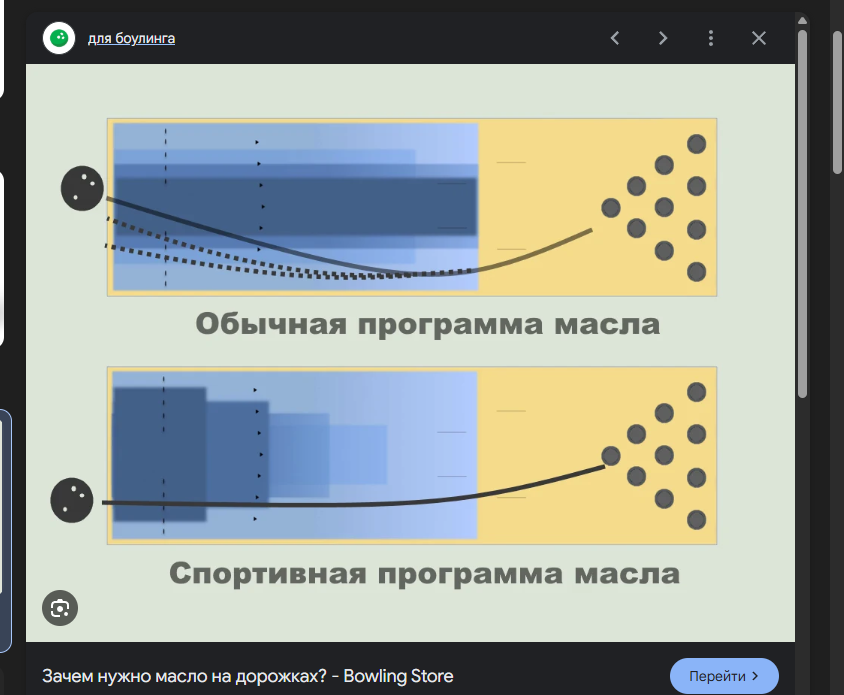 для боулинга
Обычная программа масла
Спортивная программа масла
Зачем нужно масло на дорожках? - Bowling Store
Перейти